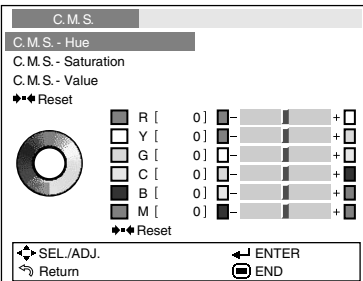 C. M. S.
C. M. S. - Hue
C. M. S. - Saturation
C. M. S. - Value
Reset
R [ 0 ] - +
Y [ 0 ] - +
G [ 0 ] - +
C [ 0 ] - +
B [ 0 ] - +
M [ 0 ] - +
Reset
SEL./ADJ. ENTER
Return END